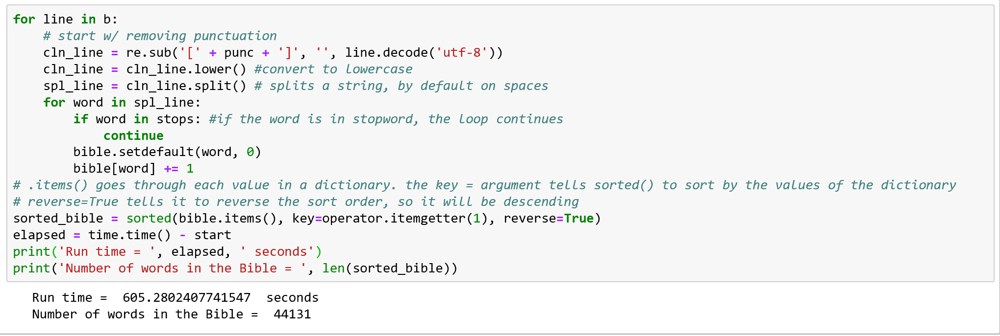 for line in b:
    # start w/ removing punctuation
    cln_line = re.sub('[' + punc + ']', '', line.decode('utf-8'))
    cln_line = cln_line.lower() #convert to lowercase
    spl_line = cln_line.split() # splits a string, by default on spaces
    for word in spl_line:
        if word in stops: #if the word is in stopword, the loop continues
            continue
        bible.setdefault(word, 0)
        bible[word] += 1
# .items() goes through each value in a dictionary. the key = argument tells sorted() to sort by the values of the dictionary
# reverse=True tells it to reverse the sort order, so it will be descending
sorted_bible = sorted(bible.items(), key=operator.itemgetter(1), reverse=True)
elapsed = time.time() - start
print('Run time = ', elapsed, ' seconds')
print('Number of words in the Bible = ', len(sorted_bible))
Run time =  605.2802407741547  seconds
Number of words in the Bible =  44131